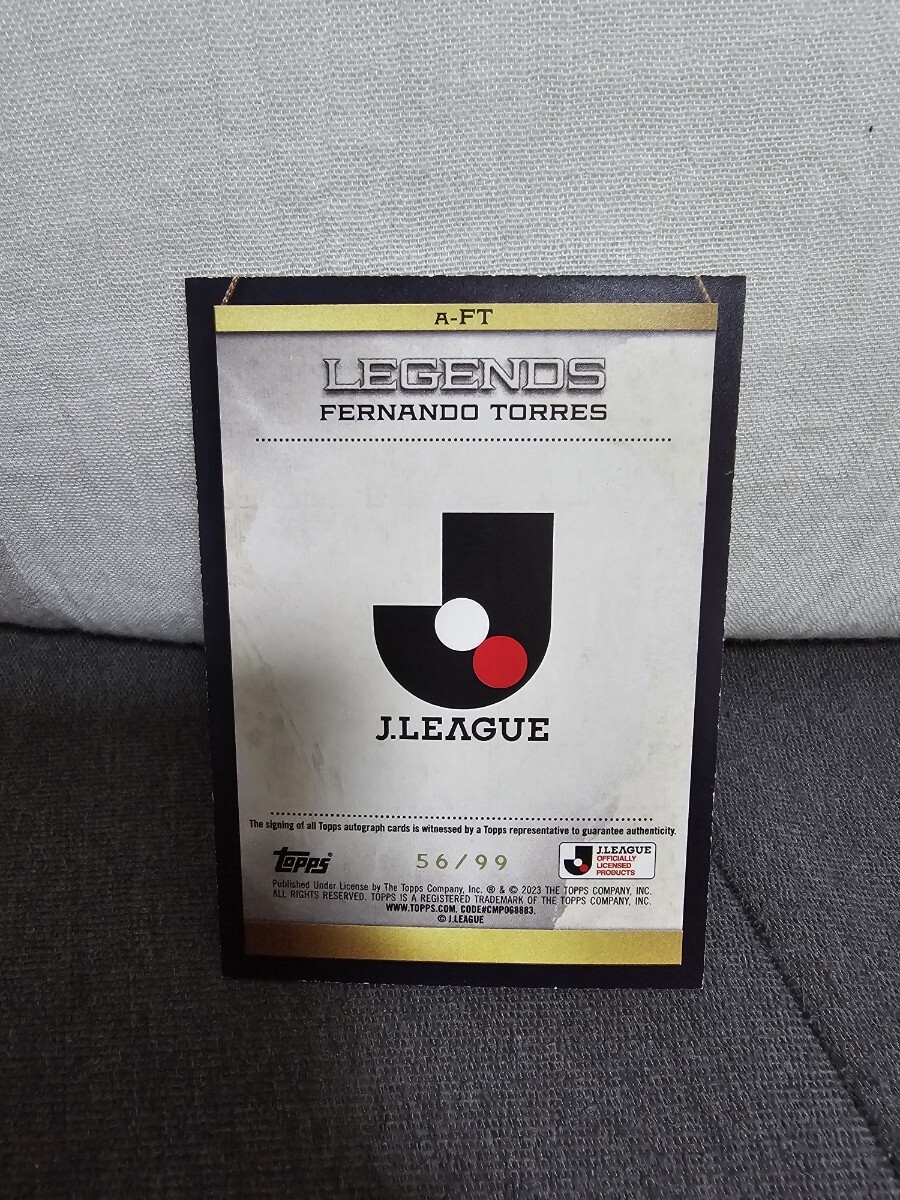 A-FT
LEGENDS
FERNANDO TORRES
J.LEAGUE
The signing of all Topps autograph cards is witnessed by a Topps representative to guarantee authenticity.
topps
56/99
J.LEAGUE
OFFICIALLY
LICENSED
PRODUCTS
Published Under License by The Topps Company, Inc. ® & © 2023 THE TOPPS COMPANY, INC.
ALL RIGHTS RESERVED. TOPPS IS A REGISTERED TRADEMARK OF THE TOPPS COMPANY, INC.
WWW.TOPPS.COM. CODE#CMP068883.
© J.LEAGUE